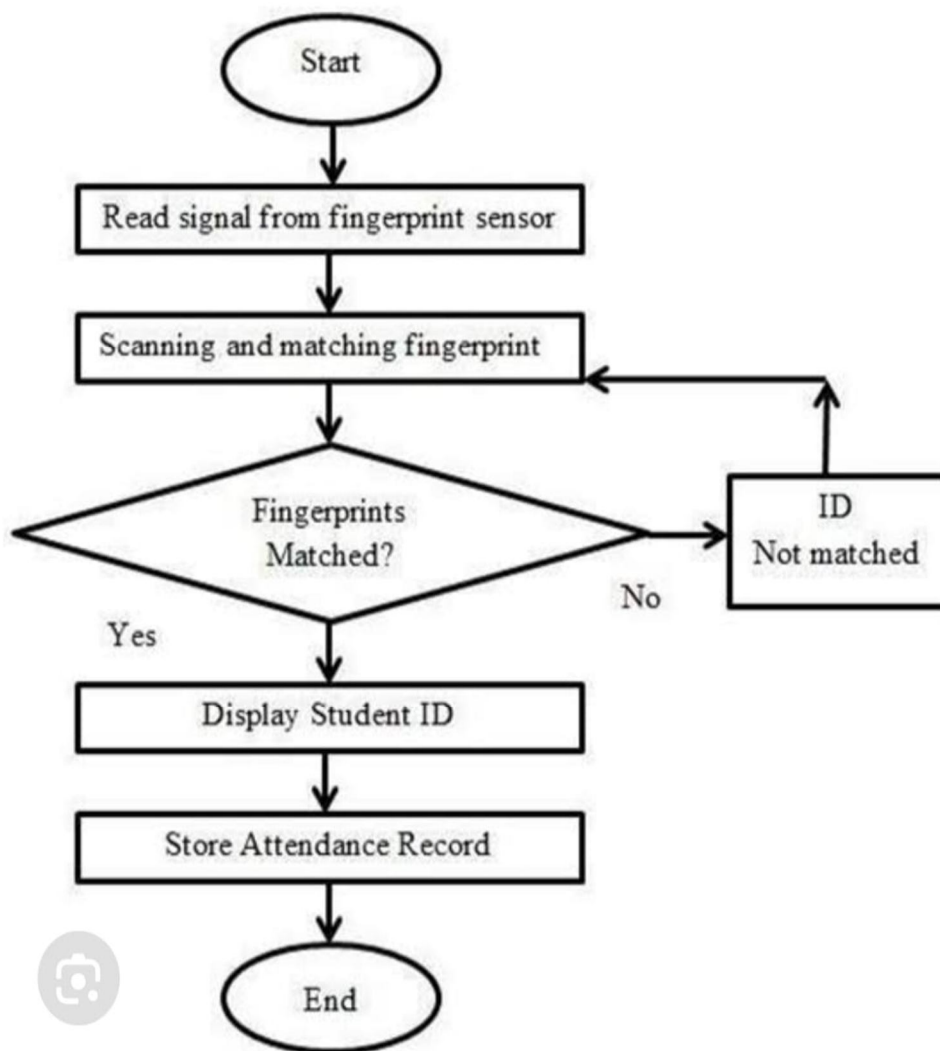 Start
Read signal from fingerprint sensor
Scanning and matching fingerprint
Fingerprints
Matched?
ID
Not matched
No
Yes
Display Student ID
Store Attendance Record
End